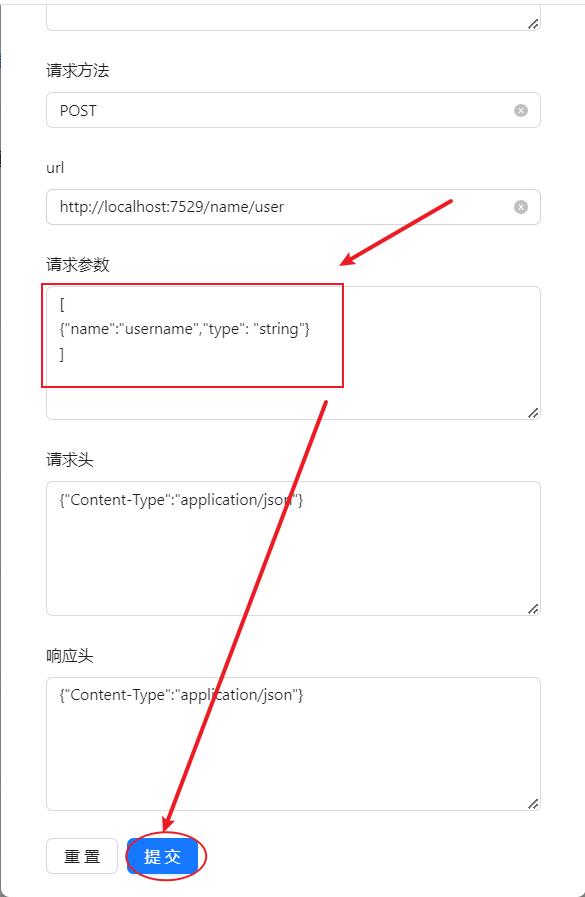 请求方法
POST
url
http://localhost:7529/name/user
请求参数
[
{"name":"username","type": "string"}
]
请求头
{"Content-Type":"application/json"}
响应头
{"Content-Type":"application/json"}
重 置 提 交